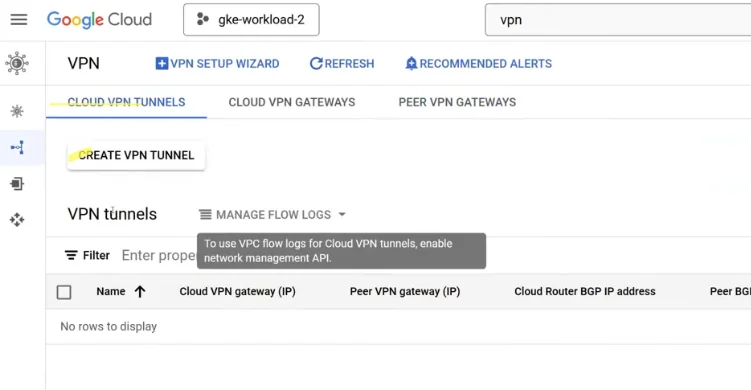 Google Cloud
gke-workload-2
vpn
VPN
VPN SETUP WIZARD
REFRESH
RECOMMENDED ALERTS
CLOUD VPN TUNNELS
CLOUD VPN GATEWAYS
PEER VPN GATEWAYS
CREATE VPN TUNNEL
VPN tunnels
MANAGE FLOW LOGS
To use VPC flow logs for Cloud VPN tunnels, enable
network management API.
Filter
Enter proper
Name
Cloud VPN gateway (IP)
Peer VPN gateway (IP)
Cloud Router BGP IP address
Peer BG
No rows to display